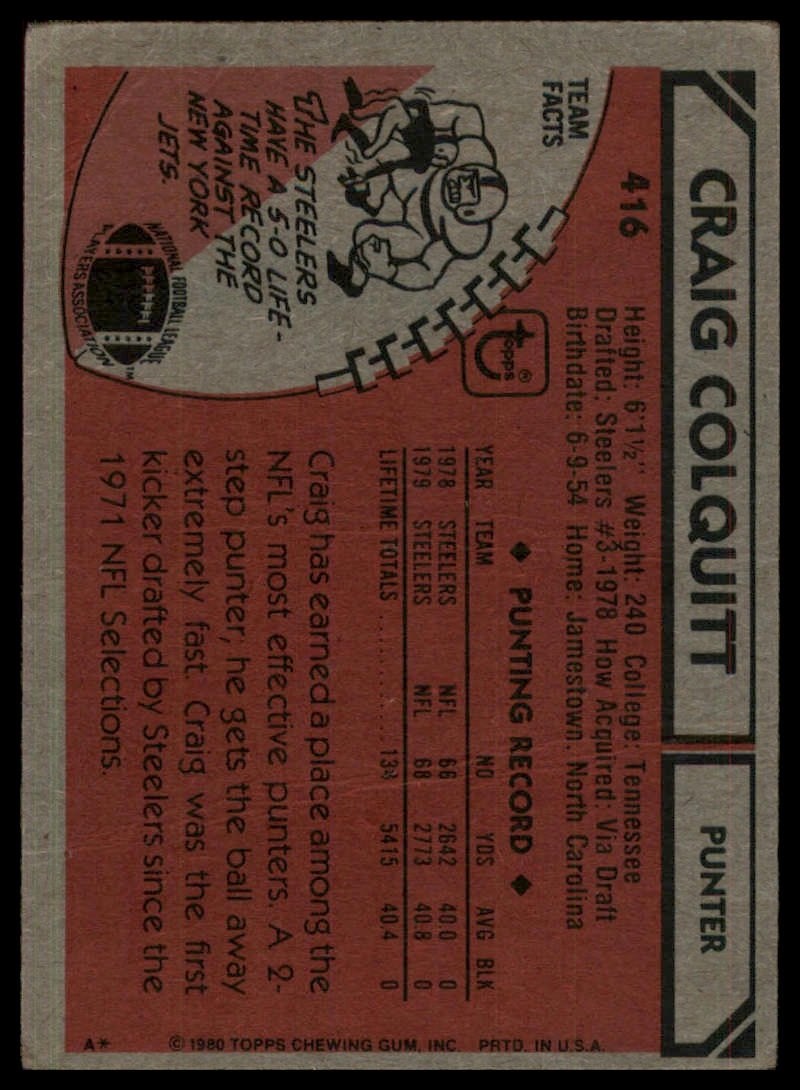 CRAIG COLQUITT
PUNTER
416
Height: 6'1½" Weight: 240 College: Tennessee
Drafted: Steelers #3-1978 How Acquired: Via Draft
Birthdate: 6-9-54 Home: Jamestown, North Carolina
TEAM
FACTS
THE STEELERS
HAVE A 5-0 LIFE-
TIME RECORD
AGAINST THE
NEW YORK
JETS.
NATIONAL FOOTBALL LEAGUE
PLAYERS ASSOCIATION
TM
topps®
◆ PUNTING RECORD ◆
YEAR TEAM NO YDS AVG BLK
1978 STEELERS NFL 66 2642 40.0 0
1979 STEELERS NFL 68 2773 40.8 0
LIFETIME TOTALS .......... 134 5415 40.4 0
Craig has earned a place among the
NFL's most effective punters. A 2-
step punter, he gets the ball away
extremely fast. Craig was the first
kicker drafted by Steelers since the
1971 NFL Selections.
A* © 1980 TOPPS CHEWING GUM, INC. PRTD. IN U.S.A.